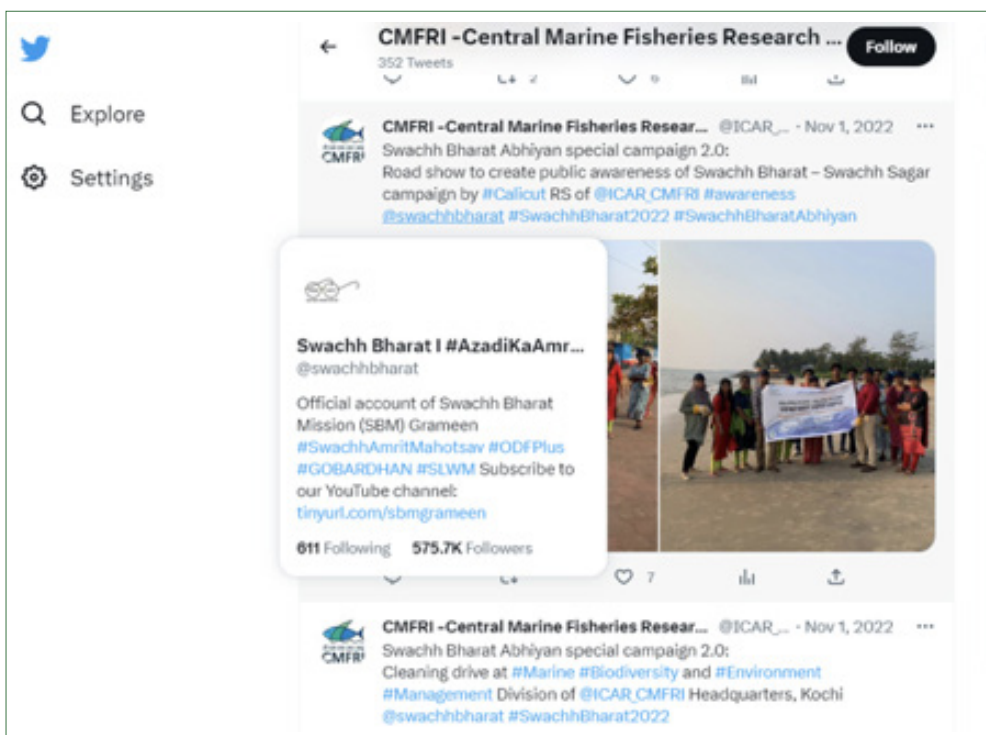 CMFRI -Central Marine Fisheries Research ...
352 Tweets
Follow
Explore
Settings
2
6
CMFRI -Central Marine Fisheries Resear... @ICAR_... · Nov 1, 2022 ...
Swachh Bharat Abhiyan special campaign 2.0:
Road show to create public awareness of Swachh Bharat – Swachh Sagar
campaign by #Calicut RS of @ICAR_CMFRI #awareness
@swachhbharat #SwachhBharat2022 #SwachhBharatAbhiyan
CMFRI
Swachh Bharat I #AzadiKaAmr...
@swachhbharat
Official account of Swachh Bharat
Mission (SBM) Grameen
#SwachhAmritMahotsav #ODFPlus
#GOBARDHAN #SLWM Subscribe to
our YouTube channel:
tinyurl.com/sbmgrameen
611 Following 575.7K Followers
7
CMFRI -Central Marine Fisheries Resear... @ICAR_... · Nov 1, 2022 ...
Swachh Bharat Abhiyan special campaign 2.0:
Cleaning drive at #Marine #Biodiversity and #Environment
#Management Division of @ICAR_CMFRI Headquarters, Kochi
@swachhbharat #SwachhBharat2022
CMFRI